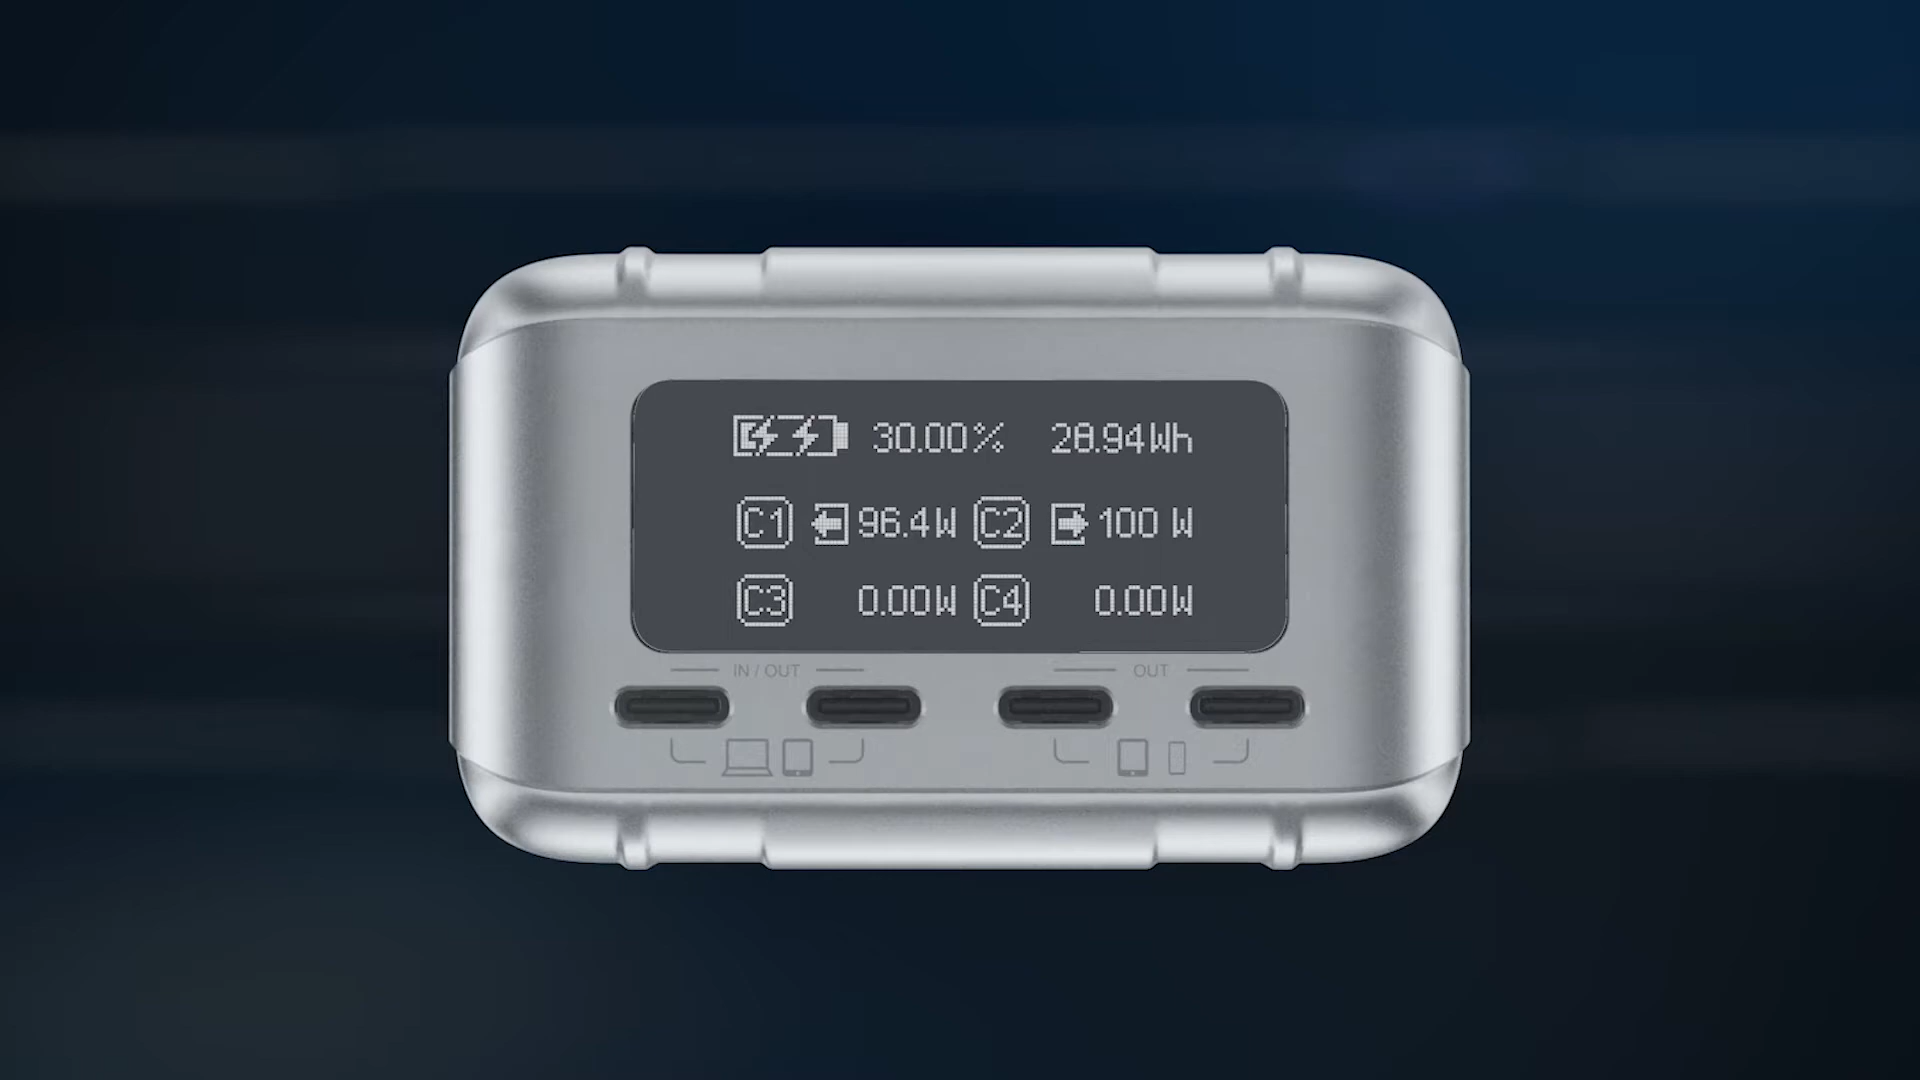 30.00% 28.94Wh
C1 96.4W C2 100 W
C3 0.00W C4 0.00W
IN / OUT OUT